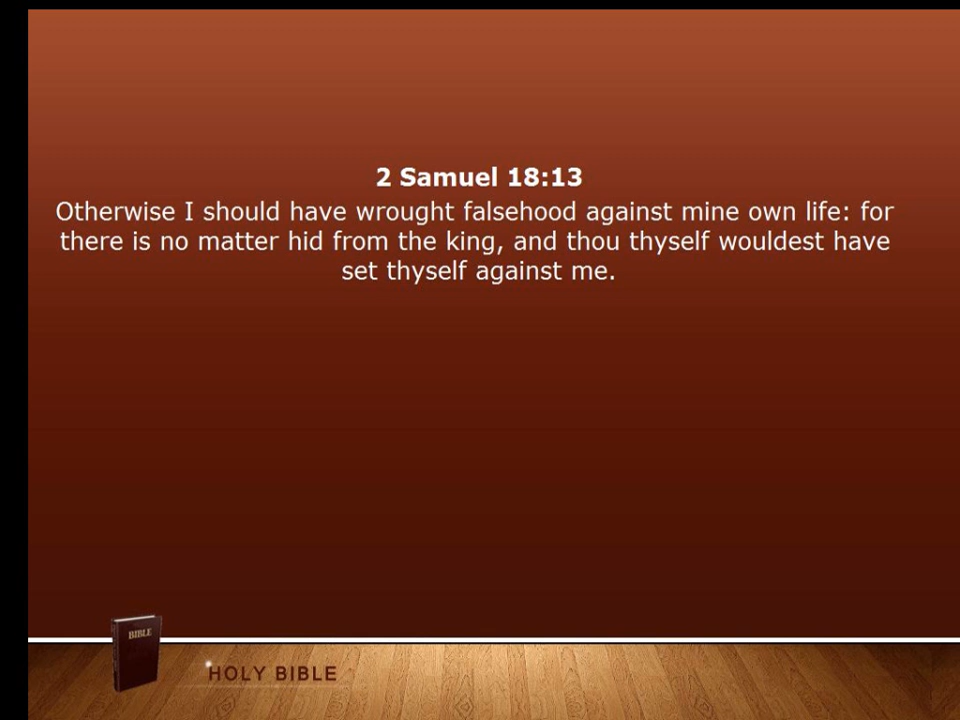 2 Samuel 18:13
Otherwise I should have wrought falsehood against mine own life: for
there is no matter hid from the king, and thou thyself wouldest have
set thyself against me.
BIBLE
HOLY BIBLE